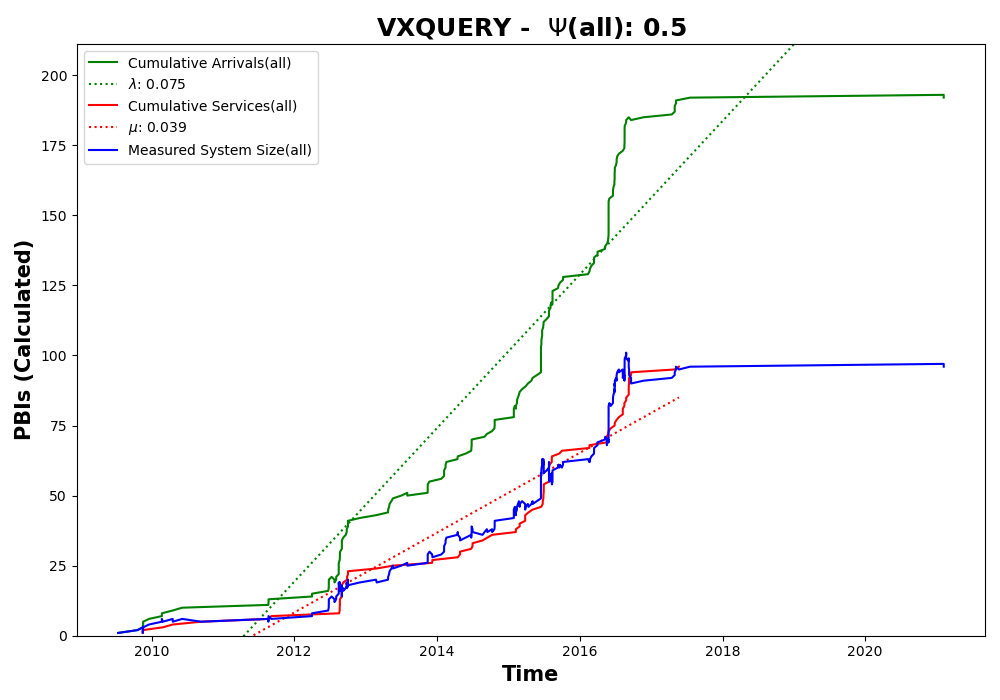 VXQUERY - Ψ(all): 0.5
Cumulative Arrivals(all)
λ: 0.075
Cumulative Services(all)
μ: 0.039
Measured System Size(all)
PBIs (Calculated)
200
175
150
125
100
75
50
25
0
2010 2012 2014 2016 2018 2020
Time